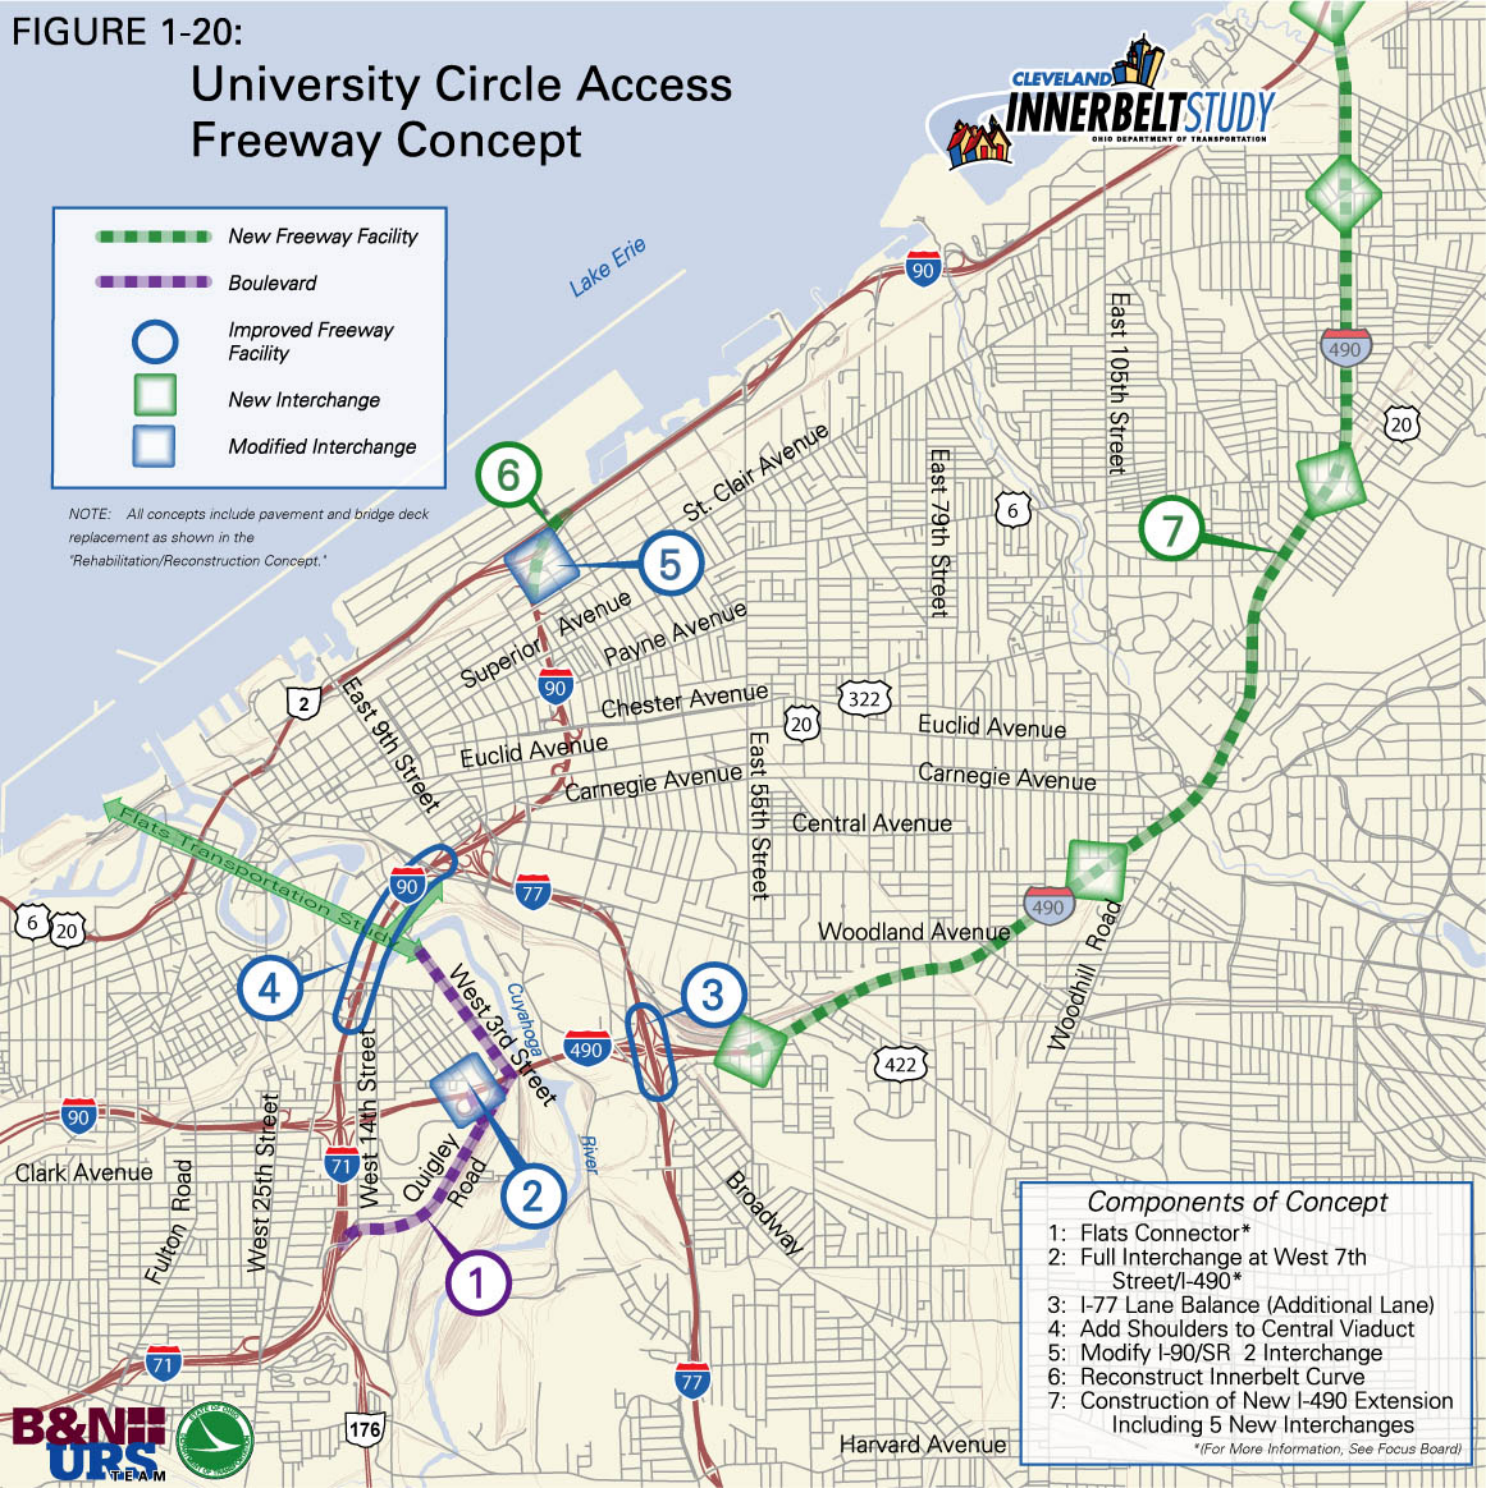 FIGURE 1-20:
University Circle Access
Freeway Concept
CLEVELAND
INNERBELT STUDY
OHIO DEPARTMENT OF TRANSPORTATION
New Freeway Facility
Boulevard
Improved Freeway
Facility
New Interchange
Modified Interchange
NOTE: All concepts include pavement and bridge deck
replacement as shown in the
"Rehabilitation/Reconstruction Concept."
Lake Erie
90
East 105th Street
490
20
St. Clair Avenue
6
East 79th Street
6
7
5
Superior Avenue
Payne Avenue
90
2
East 9th Street
Chester Avenue
322
20
Euclid Avenue
Euclid Avenue
Carnegie Avenue
Carnegie Avenue
East 55th Street
Central Avenue
Flats Transportation Study
90
77
6
20
490
Woodland Avenue
Woodhill Road
4
West 3rd Street
Cuyahoga
3
490
422
West 14th Street
90
West 25th Street
Clark Avenue
Fulton Road
71
Quigley
Road
River
2
Broadway
1
71
77
176
Harvard Avenue
B&N
URS
TEAM
STATE OF OHIO
DEPARTMENT OF TRANSPORTATION
Components of Concept
1: Flats Connector*
2: Full Interchange at West 7th
Street/I-490*
3: I-77 Lane Balance (Additional Lane)
4: Add Shoulders to Central Viaduct
5: Modify I-90/SR 2 Interchange
6: Reconstruct Innerbelt Curve
7: Construction of New I-490 Extension
Including 5 New Interchanges
*(For More Information, See Focus Board)